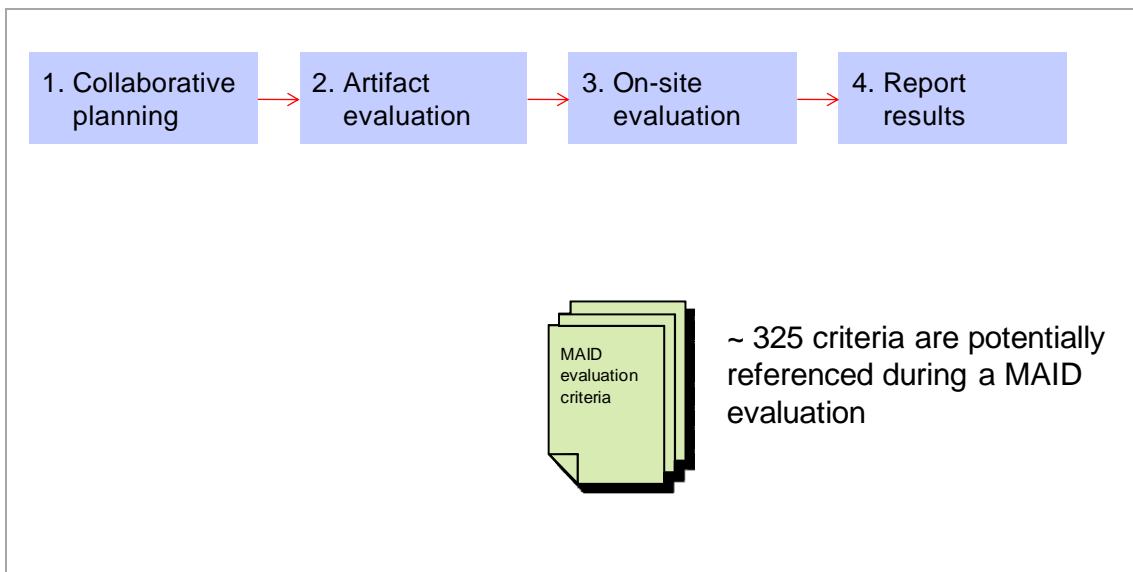 1. Collaborative
planning
2. Artifact
evaluation
3. On-site
evaluation
4. Report
results
MAID
evaluation
criteria
~ 325 criteria are potentially
referenced during a MAID
evaluation